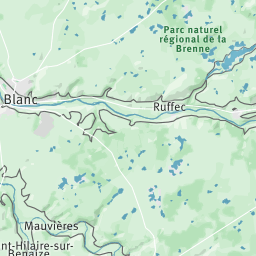 Parc naturel
régional de la
Brenne
Blanc
Ruffec
Mauvières
nt-Hilaire-sur-
Benaize